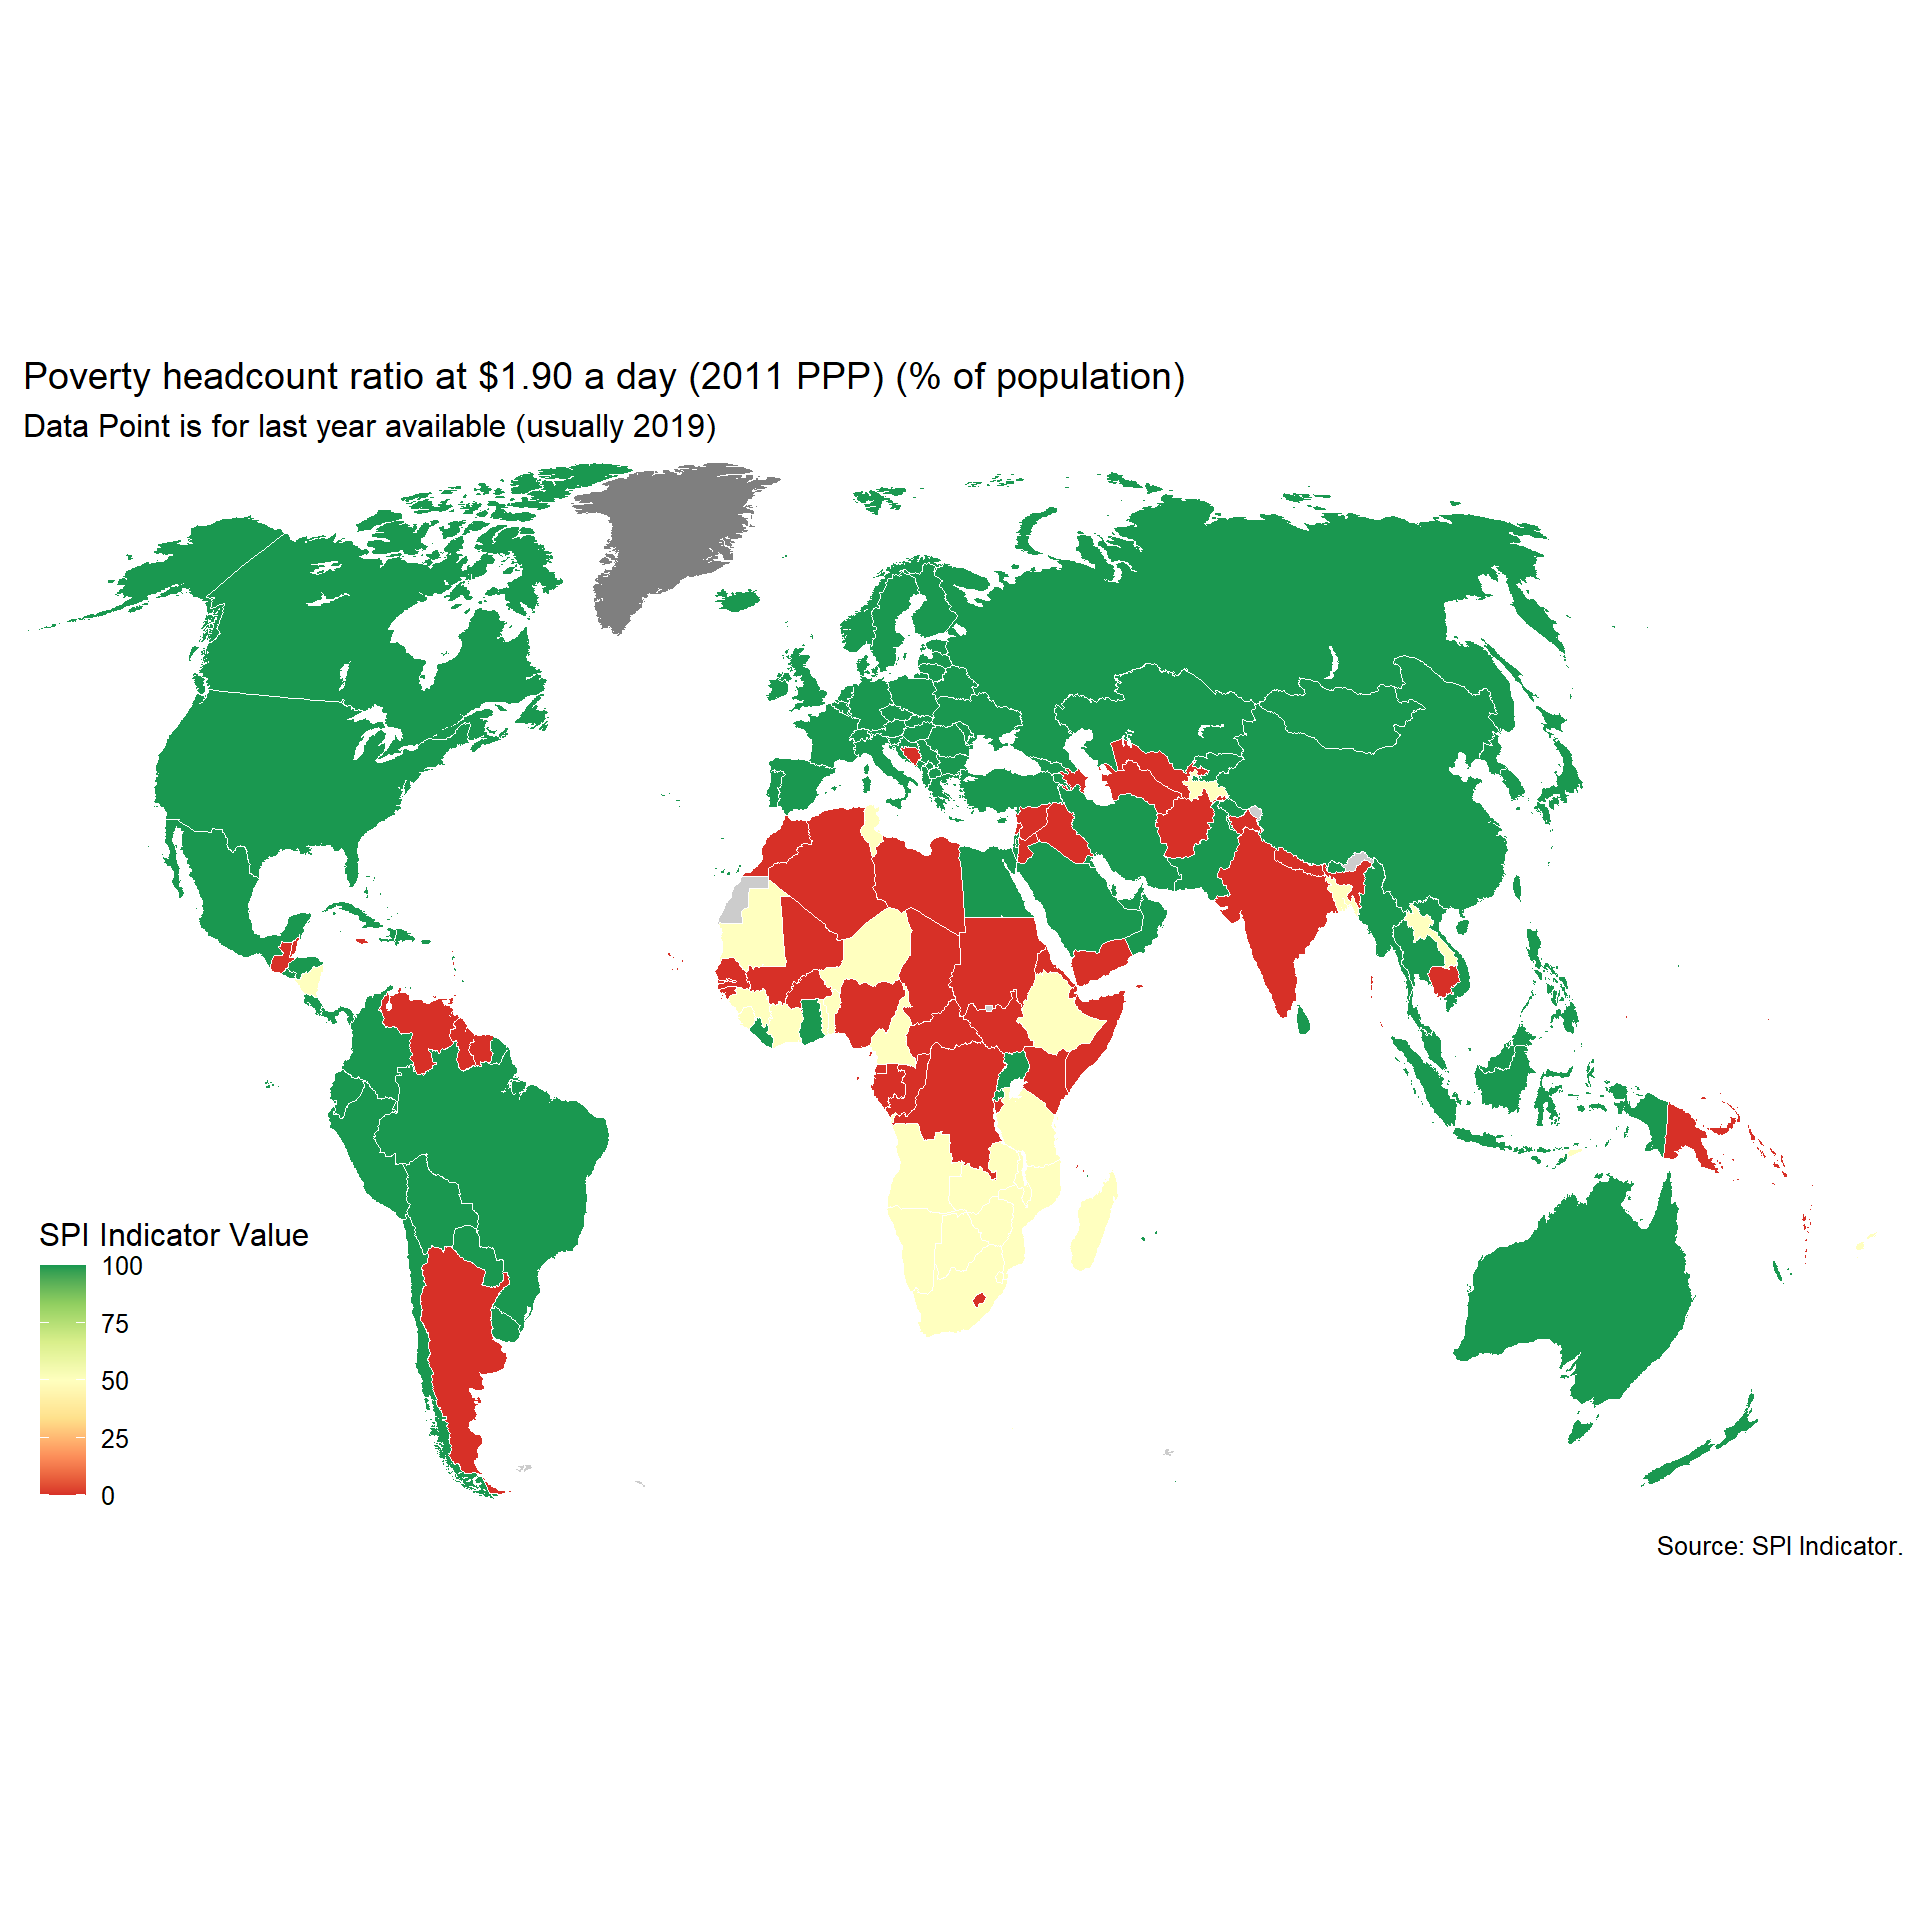 Poverty headcount ratio at $1.90 a day (2011 PPP) (% of population)
Data Point is for last year available (usually 2019)
SPI Indicator Value
100
75
50
25
0
Source: SPI Indicator.